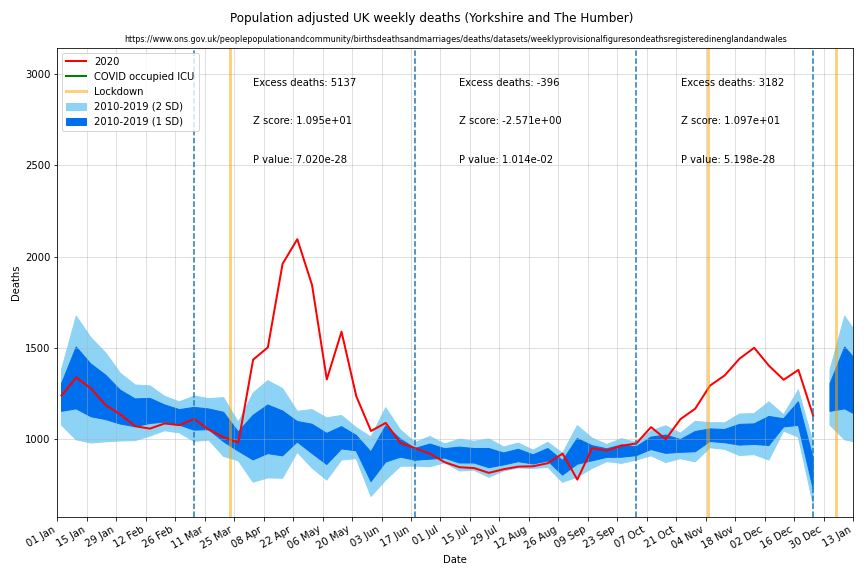 Population adjusted UK weekly deaths (Yorkshire and The Humber)
https://www.ons.gov.uk/peoplepopulationandcommunity/birthsdeathsandmarriages/deaths/datasets/weeklyprovisionalfiguresondeathsregisteredinenglandandwales
2020
COVID occupied ICU
Lockdown
2010-2019 (2 SD)
2010-2019 (1 SD)
Excess deaths: 5137
Z score: 1.095e+01
P value: 7.020e-28
Excess deaths: -396
Z score: -2.571e+00
P value: 1.014e-02
Excess deaths: 3182
Z score: 1.097e+01
P value: 5.198e-28
Deaths
3000
2500
2000
1500
1000
01 Jan
15 Jan
29 Jan
12 Feb
26 Feb
11 Mar
25 Mar
08 Apr
22 Apr
06 May
20 May
03 Jun
17 Jun
01 Jul
15 Jul
29 Jul
12 Aug
26 Aug
09 Sep
23 Sep
07 Oct
21 Oct
04 Nov
18 Nov
02 Dec
16 Dec
30 Dec
13 Jan
Date